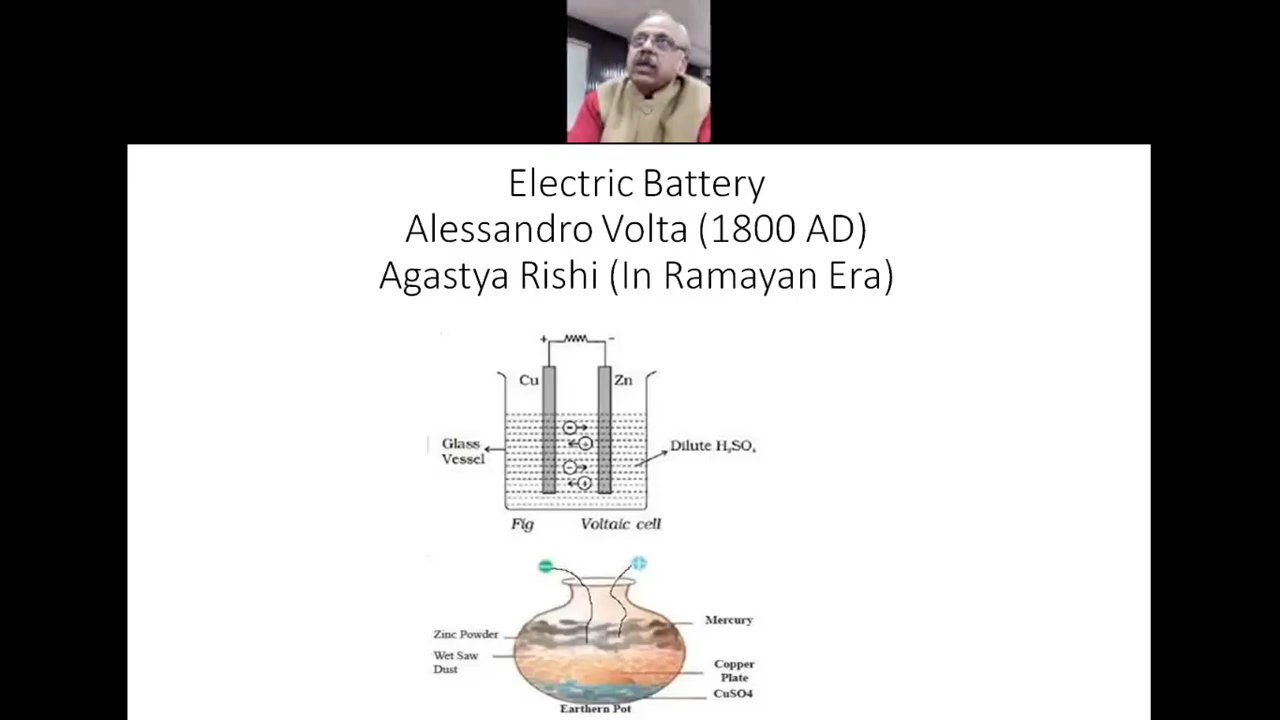 Electric Battery
Alessandro Volta (1800 AD)
Agastya Rishi (In Ramayan Era)
+ -
Cu Zn
Glass
Vessel
Dilute H₂SO₄
Fig Voltaic cell
Mercury
Zinc Powder
Wet Saw
Dust
Copper
Plate
CuSO4
Earthern Pot